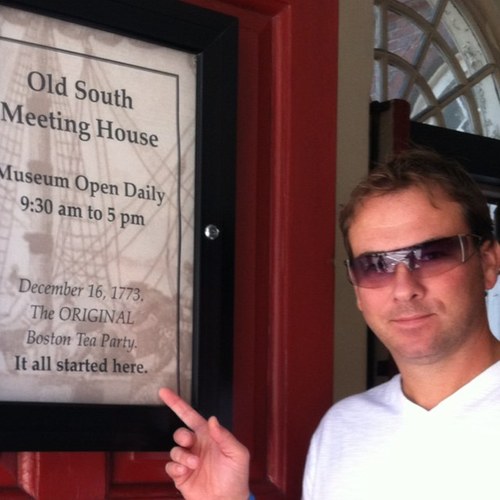 Old South
Meeting House
Museum Open Daily
9:30 am to 5 pm
December 16, 1773.
The ORIGINAL
Boston Tea Party.
It all started here.